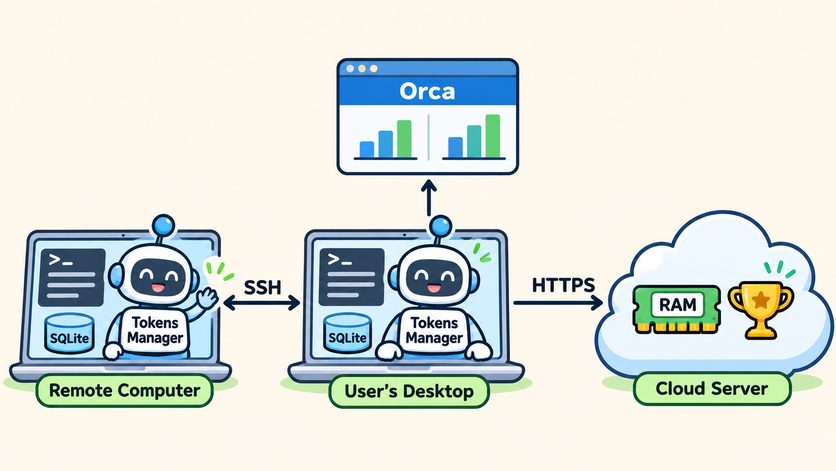 Orca
>_
SQLite
Tokens
Manager
Remote Computer
SSH
>_
SQLite
Tokens
Manager
User's Desktop
HTTPS
RAM
Cloud Server